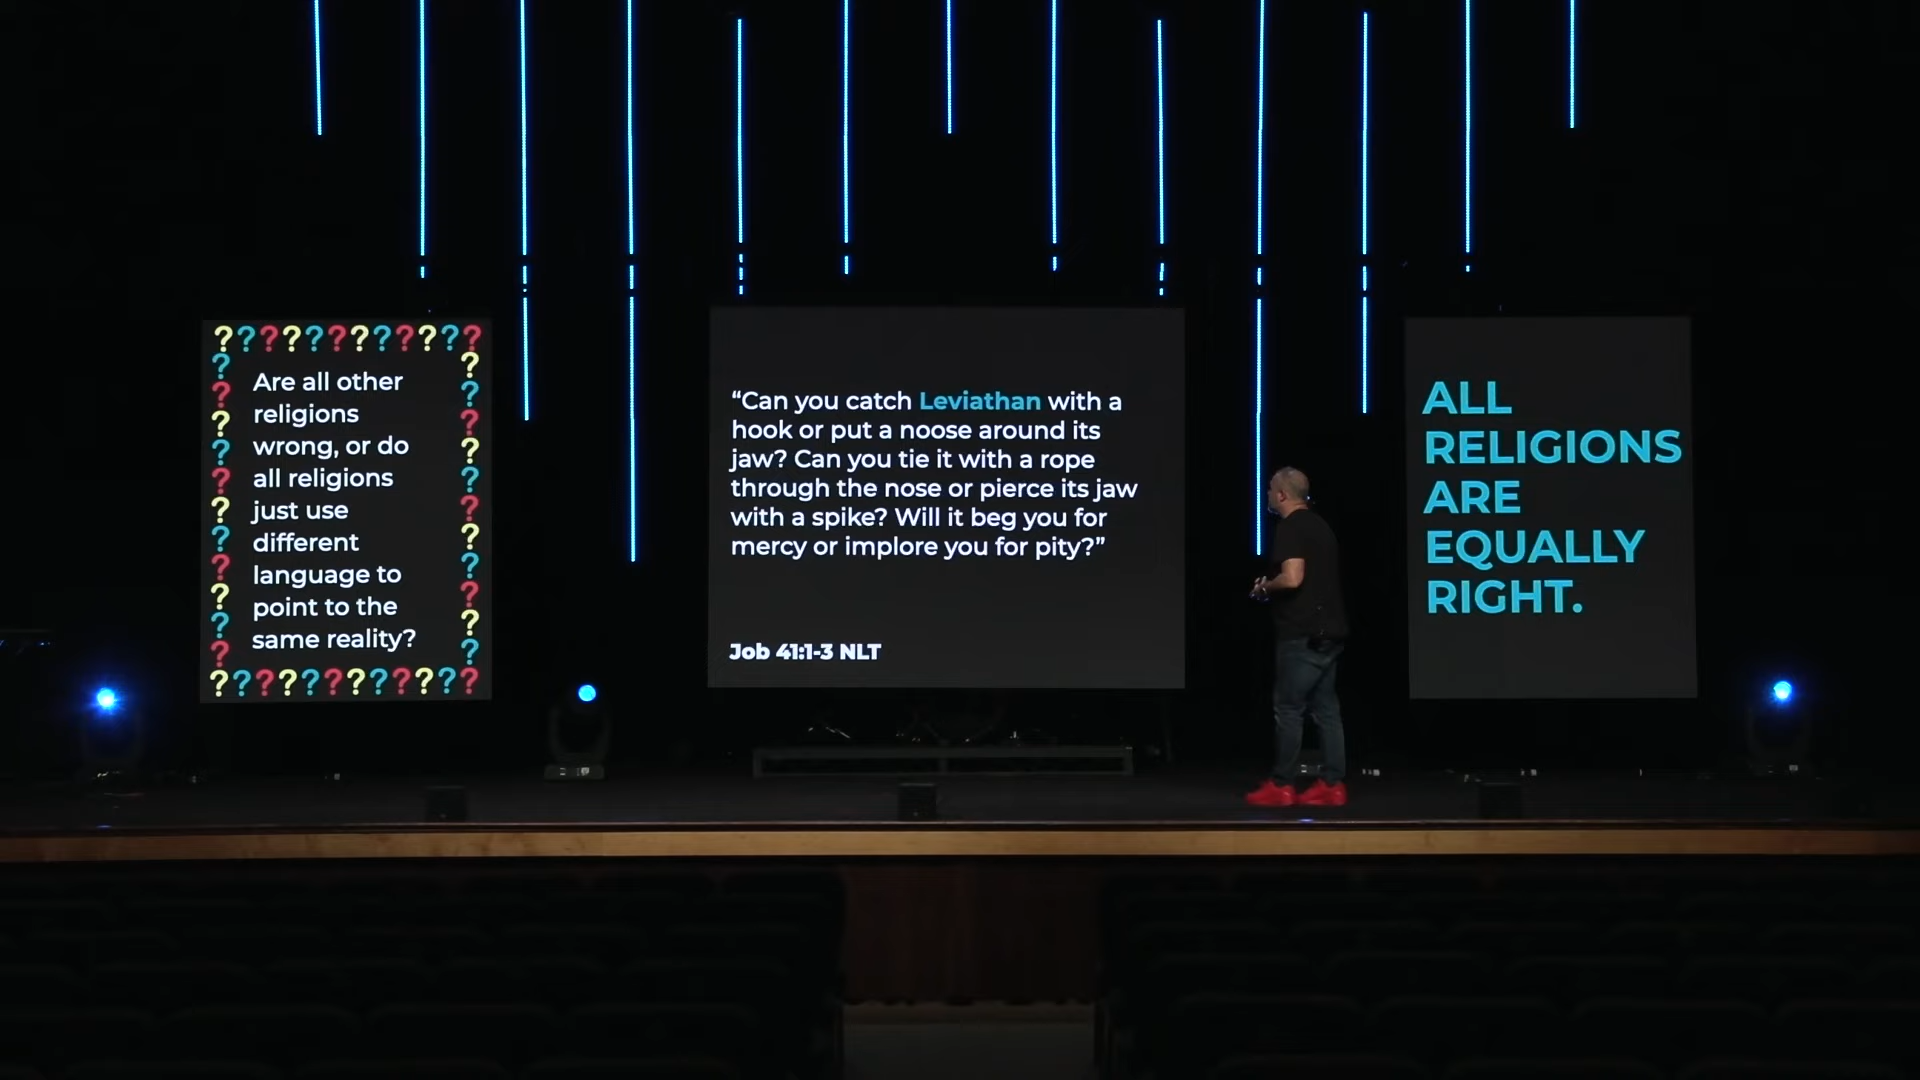 ????????????
Are all other
religions
wrong, or do
all religions
just use
different
language to
point to the
same reality?
????????????
“Can you catch Leviathan with a
hook or put a noose around its
jaw? Can you tie it with a rope
through the nose or pierce its jaw
with a spike? Will it beg you for
mercy or implore you for pity?”
Job 41:1-3 NLT
ALL
RELIGIONS
ARE
EQUALLY
RIGHT.